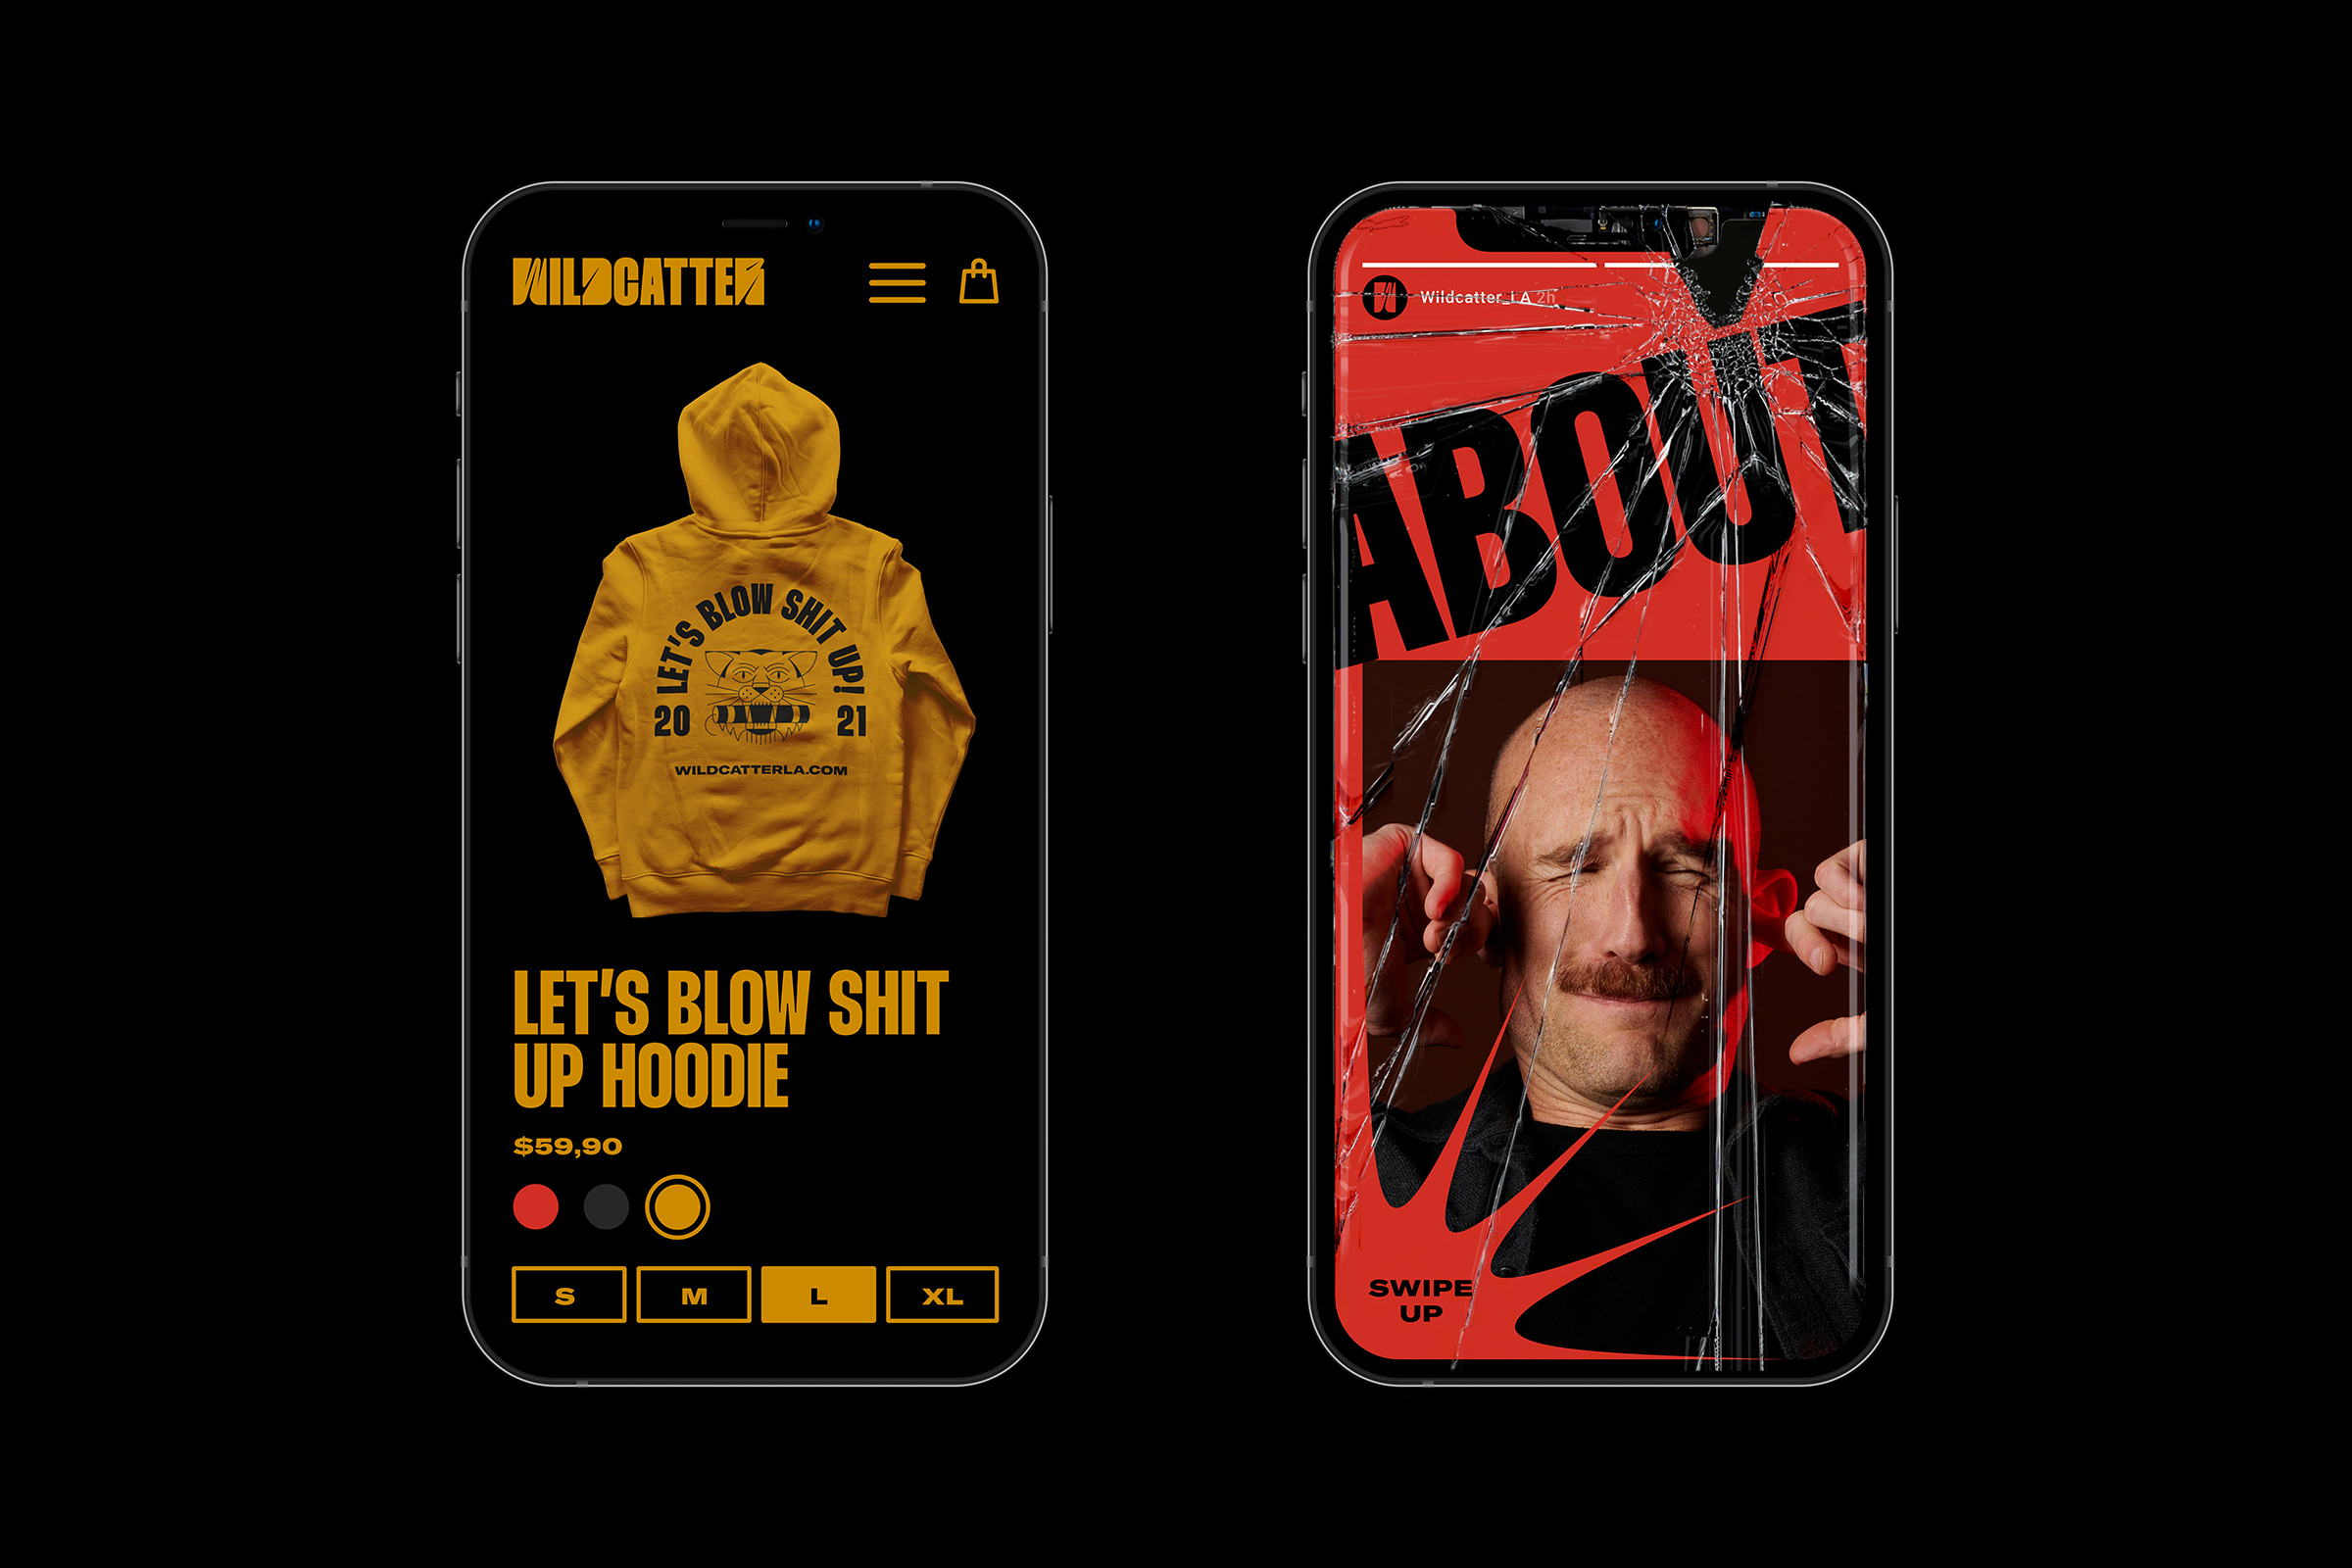 WILDCATTER
LET'S BLOW SHIT UP!
20 21
WILDCATTERLA.COM
LET'S BLOW SHIT
UP HOODIE
$59,90
S M L XL
Wildcatter_LA 2h
ABOUT
SWIPE
UP